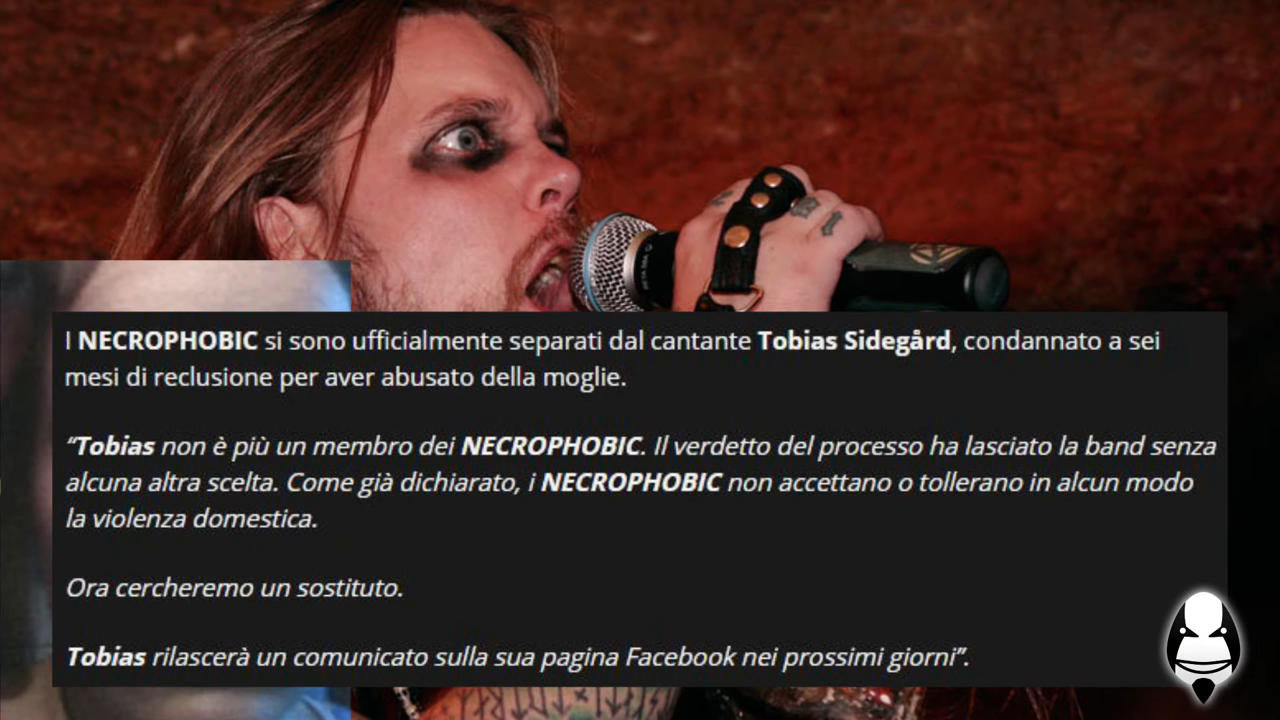 I NECROPHOBIC si sono ufficialmente separati dal cantante Tobias Sidegård, condannato a sei
mesi di reclusione per aver abusato della moglie.
“Tobias non è più un membro dei NECROPHOBIC. Il verdetto del processo ha lasciato la band senza
alcuna altra scelta. Come già dichiarato, i NECROPHOBIC non accettano o tollerano in alcun modo
la violenza domestica.
Ora cercheremo un sostituto.
Tobias rilascerà un comunicato sulla sua pagina Facebook nei prossimi giorni”.